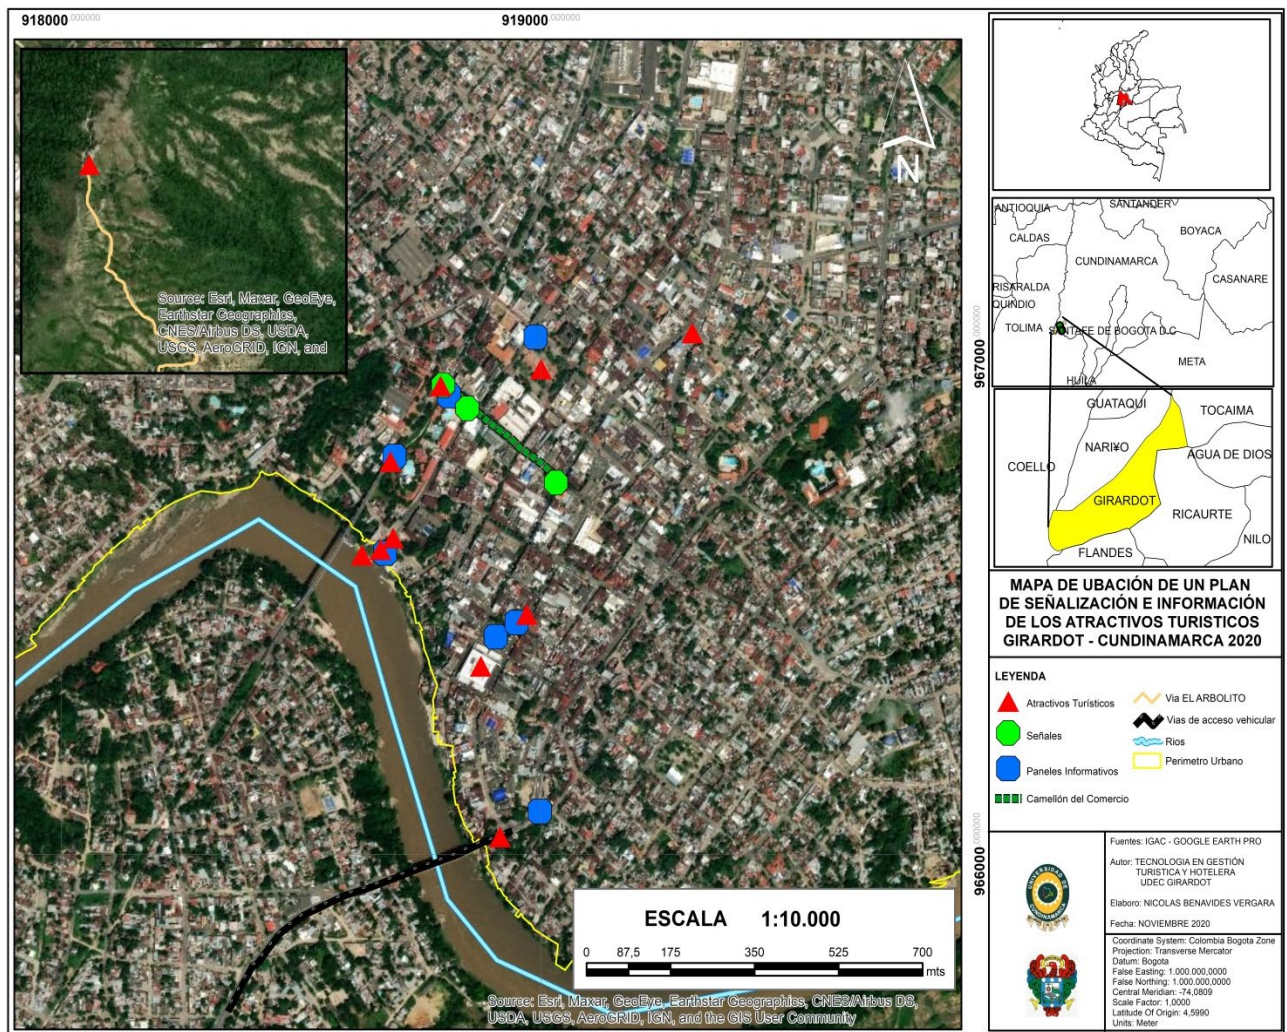 918000.000000
919000.000000
Source: Esri, Maxar, GeoEye,
Earthstar Geographics,
CNES/Airbus DS, USDA,
USGS, AeroGRID, IGN, and
N
967000.000000
966000.000000
ESCALA 1:10.000
0 87,5 175 350 525 700
mts
Source: Esri, Maxar, GeoEye, Earthstar Geographics, CNES/Airbus DS,
USDA, USGS, AeroGRID, IGN, and the GIS User Community
ANTIOQUIA
SANTANDER
CALDAS
BOYACA
CUNDINAMARCA
CASANARE
RISARALDA
QUINDIO
TOLIMA
SANTAFE DE BOGOTA D.C
META
HUILA
GUATAQUI
TOCAIMA
NARI¥O
AGUA DE DIOS
COELLO
GIRARDOT
RICAURTE
NILO
FLANDES
MAPA DE UBACIÓN DE UN PLAN
DE SEÑALIZACIÓN E INFORMACIÓN
DE LOS ATRACTIVOS TURISTICOS
GIRARDOT - CUNDINAMARCA 2020
LEYENDA
Atractivos Turísticos
Señales
Paneles Informativos
Camellón del Comercio
Via EL ARBOLITO
Vias de acceso vehicular
Rios
Perimetro Urbano
UNIVERSIDAD DE
CUNDINAMARCA
Fuentes: IGAC - GOOGLE EARTH PRO
Autor: TECNOLOGIA EN GESTIÓN
TURISTICA Y HOTELERA
UDEC GIRARDOT
Elaboro: NICOLAS BENAVIDES VERGARA
Fecha: NOVIEMBRE 2020
Coordinate System: Colombia Bogota Zone
Projection: Transverse Mercator
Datum: Bogota
False Easting: 1.000.000,0000
False Northing: 1.000.000,0000
Central Meridian: -74,0809
Scale Factor: 1,0000
Latitude Of Origin: 4,5990
Units: Meter